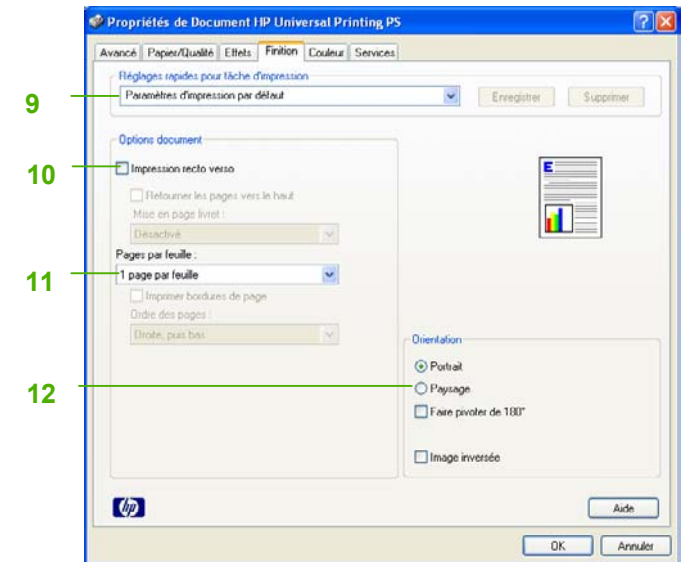 Propriétés de Document HP Universal Printing PS
Avancé Papier/Qualité Effets Finition Couleur Services
Réglages rapides pour tâche d'impression
9
Paramètres d'impression par défaut Enregistrer Supprimer
Options document
10
Impression recto verso
E
Retourner les pages vers le haut
Mise en page livret :
Désactivé
Pages par feuille :
11
1 page par feuille
Imprimer bordures de page
Ordre des pages :
Droite, puis bas
Orientation
Portrait
12
Paysage
Faire pivoter de 180°
Image inversée
hp
Aide
OK Annuler